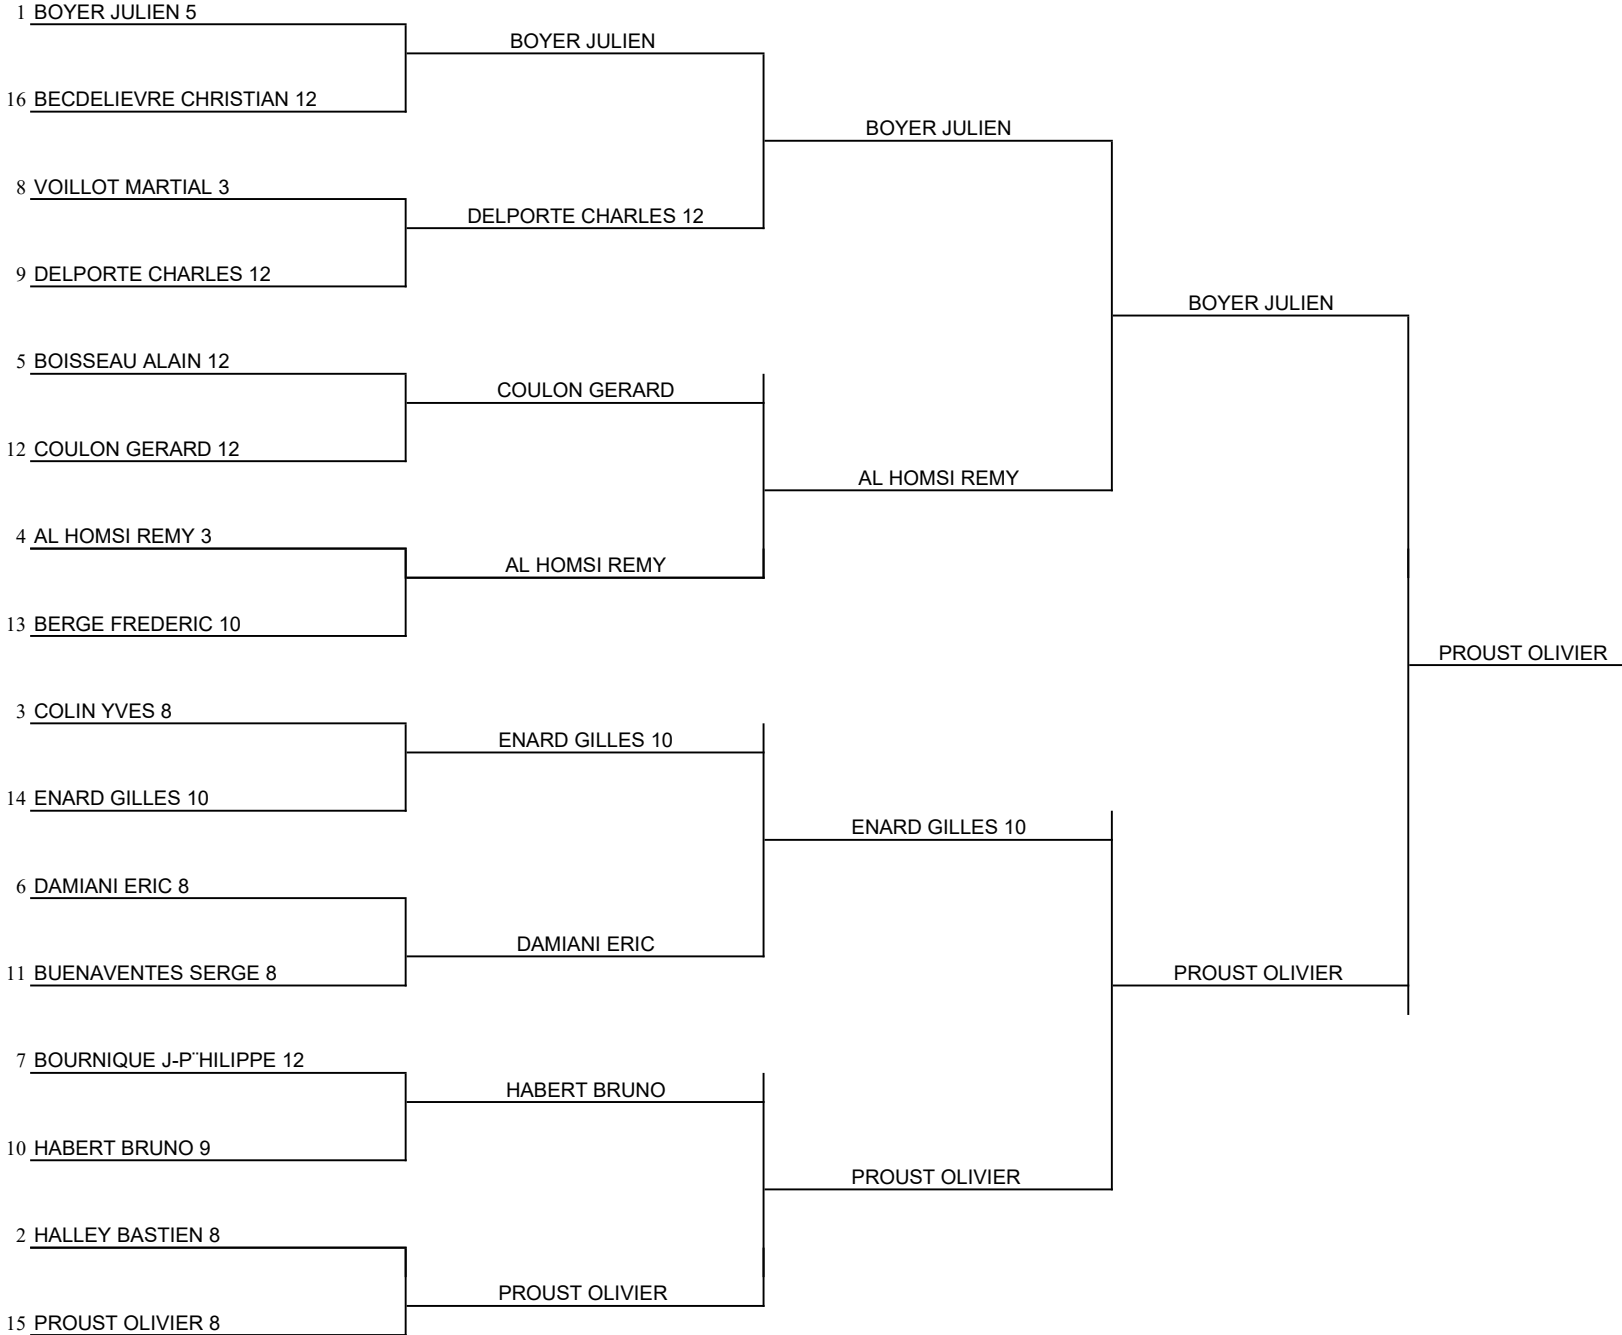 1 BOYER JULIEN 5
BOYER JULIEN
16 BECDELIEVRE CHRISTIAN 12
BOYER JULIEN
8 VOILLOT MARTIAL 3
DELPORTE CHARLES 12
9 DELPORTE CHARLES 12
BOYER JULIEN
5 BOISSEAU ALAIN 12
COULON GERARD
12 COULON GERARD 12
AL HOMSI REMY
4 AL HOMSI REMY 3
AL HOMSI REMY
13 BERGE FREDERIC 10
PROUST OLIVIER
3 COLIN YVES 8
ENARD GILLES 10
14 ENARD GILLES 10
ENARD GILLES 10
6 DAMIANI ERIC 8
DAMIANI ERIC
11 BUENAVENTES SERGE 8
PROUST OLIVIER
7 BOURNIQUE J-P¨HILIPPE 12
HABERT BRUNO
10 HABERT BRUNO 9
PROUST OLIVIER
2 HALLEY BASTIEN 8
PROUST OLIVIER
15 PROUST OLIVIER 8